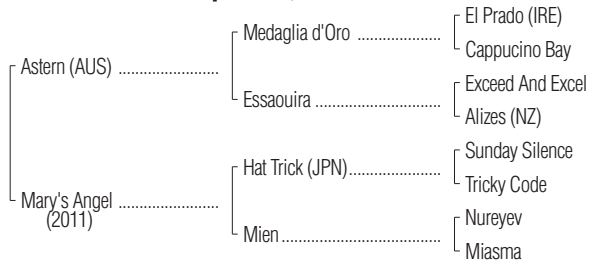 El Prado (IRE)
Medaglia d'Oro ..................
Cappucino Bay
Astern (AUS) ......................
Exceed And Excel
Essaouira ...........................
Alizes (NZ)
Sunday Silence
Hat Trick (JPN)....................
Tricky Code
Mary's Angel ......................
(2011)
Nureyev
Mien...................................
Miasma